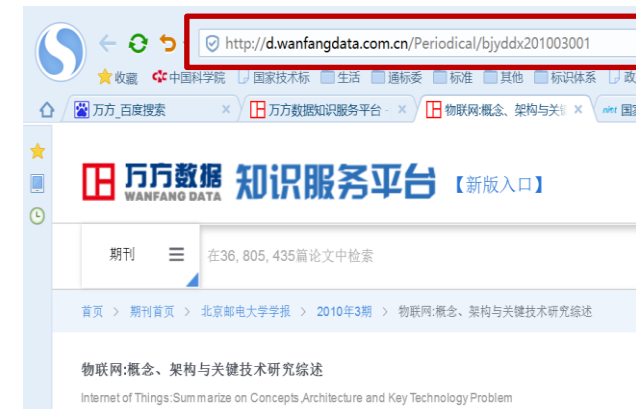 http://d.wanfangdata.com.cn/Periodical/bjyddx201003001
收藏 中国科学院 国家技术标 生活 通标委 标准 其他 标识体系 政
万方_百度搜索 × 万方数据知识服务平台 - × 物联网:概念、架构与关键 × 国家
万方数据 知识服务平台 【新版入口】
WANFANG DATA
期刊 在36, 805, 435篇论文中检索
首页 > 期刊首页 > 北京邮电大学学报 > 2010年3期 > 物联网:概念、架构与关键技术研究综述
物联网:概念、架构与关键技术研究综述
Internet of Things:Summarize on Concepts,Architecture and Key Technology Problem